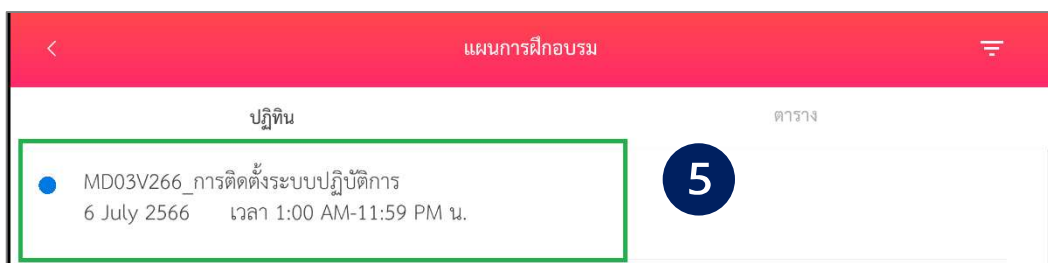 แผนการฝึกอบรม
ปฏิทิน ตาราง
MD03V266_การติดตั้งระบบปฏิบัติการ
6 July 2566 เวลา 1:00 AM-11:59 PM น.
5